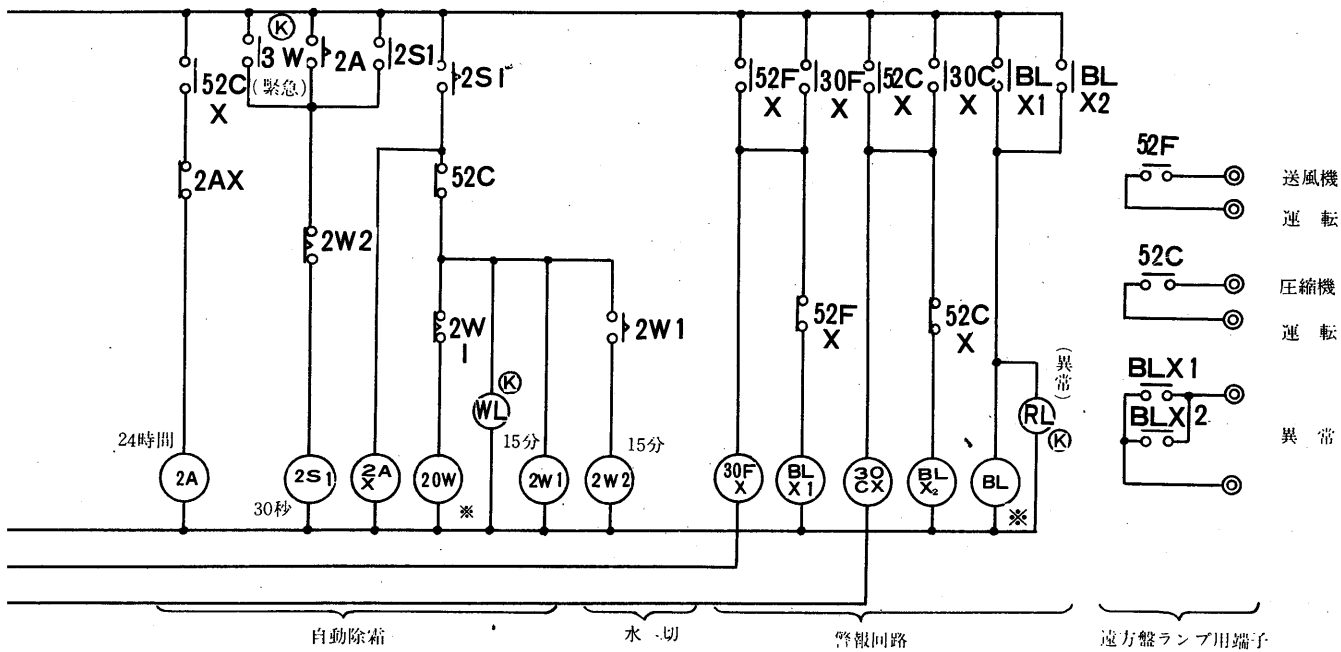 K
52C
X
3W
(緊急)
2A
2S1
2S1
52F
X
30F
X
52C
X
30C
X
BL
X1
BL
X2
2AX
2W2
52C
2W
1
K
WL
2W1
52F
X
52C
X
(異常)
RL
K
24時間
2A
2S1
30秒
2A
X
20W
※
15分
2W1
15分
2W2
30F
X
BL
X1
30
CX
BL
X2
BL
※
52F
送風機
運転
52C
圧縮機
運転
BLX1
BLX2
異常
自動除霜
水切
警報回路
遠方盤ランプ用端子